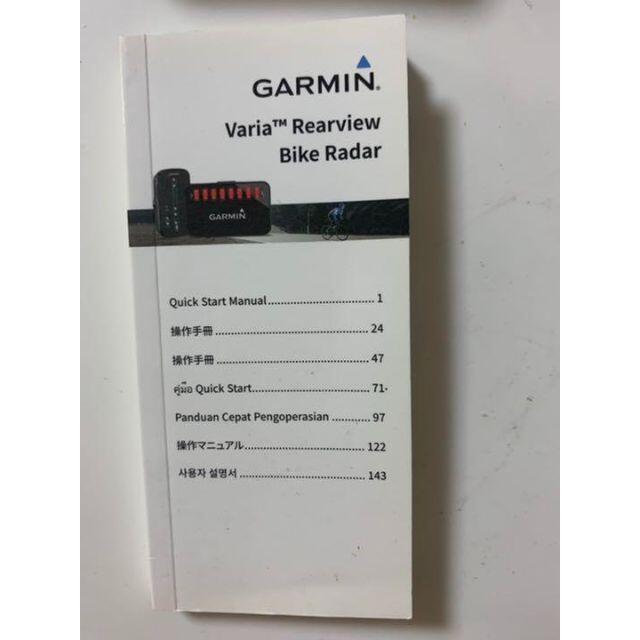 GARMIN
Varia™ Rearview
Bike Radar
GARMIN
Quick Start Manual................................ 1
操作手冊 .............................................. 24
操作手冊 .............................................. 47
คู่มือ Quick Start................................... 71
Panduan Cepat Pengoperasian ............ 97
操作マニュアル.................................... 122
사용자 설명서 ...................................... 143